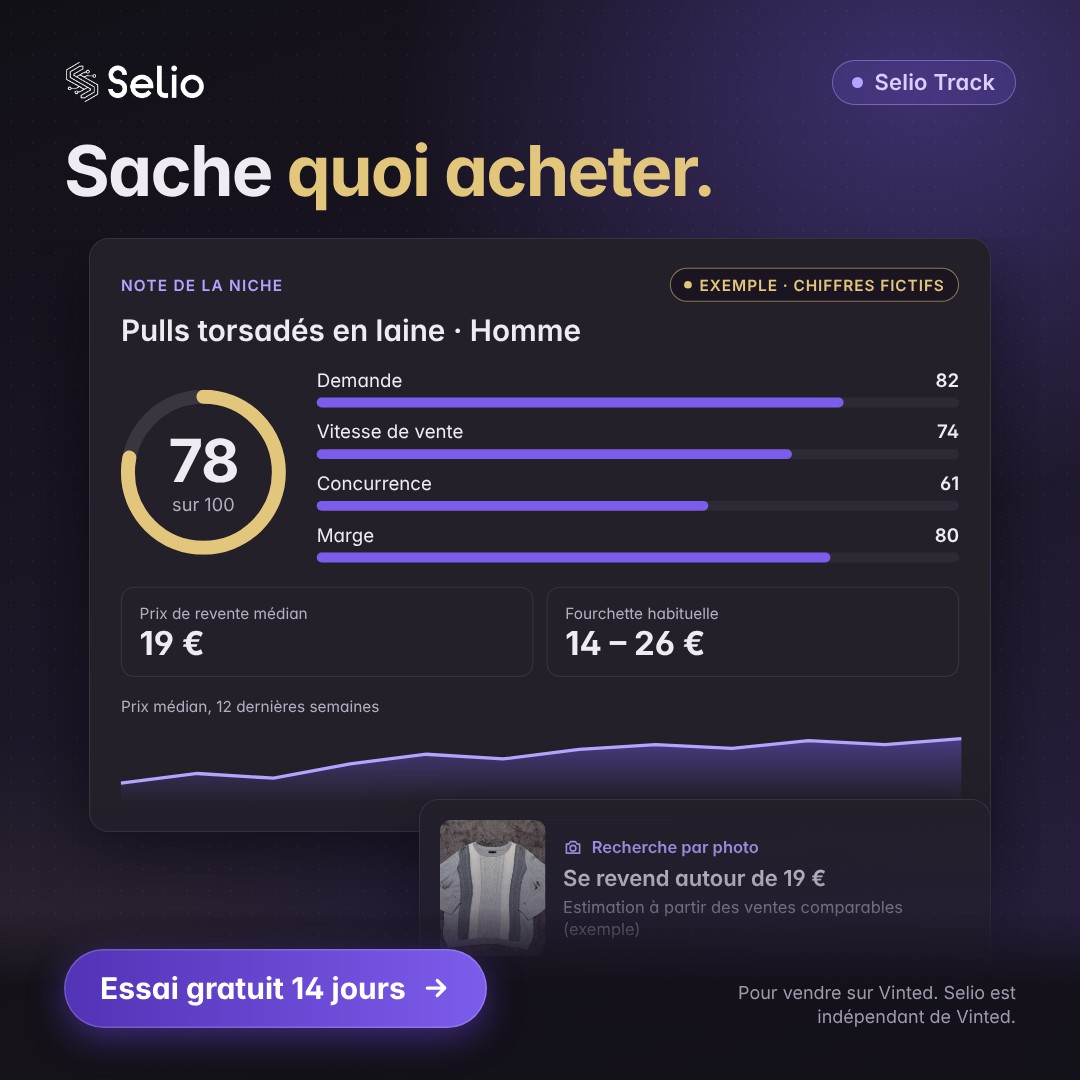 Selio
Selio Track
Sache quoi acheter.
NOTE DE LA NICHE
EXEMPLE · CHIFFRES FICTIFS
Pulls torsadés en laine · Homme
78
sur 100
Demande 82
Vitesse de vente 74
Concurrence 61
Marge 80
Prix de revente médian
19 €
Fourchette habituelle
14 – 26 €
Prix médian, 12 dernières semaines
Recherche par photo
Se revend autour de 19 €
Estimation à partir des ventes comparables
(exemple)
Essai gratuit 14 jours →
Pour vendre sur Vinted. Selio est
indépendant de Vinted.